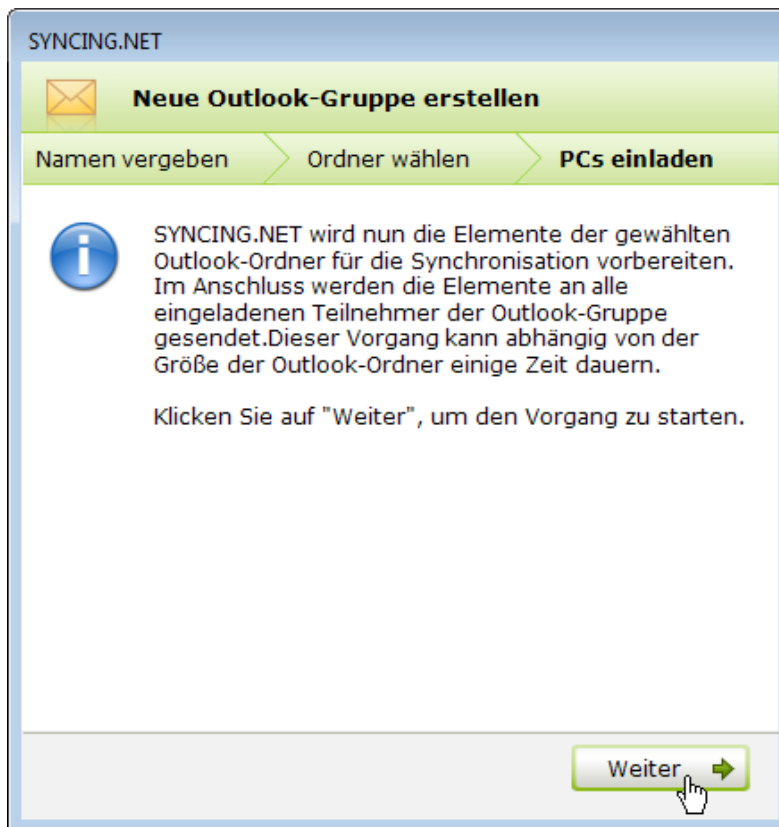 SYNCING.NET
Neue Outlook-Gruppe erstellen
Namen vergeben Ordner wählen PCs einladen
SYNCING.NET wird nun die Elemente der gewählten
Outlook-Ordner für die Synchronisation vorbereiten.
Im Anschluss werden die Elemente an alle
eingeladenen Teilnehmer der Outlook-Gruppe
gesendet.Dieser Vorgang kann abhängig von der
Größe der Outlook-Ordner einige Zeit dauern.
Klicken Sie auf "Weiter", um den Vorgang zu starten.
Weiter